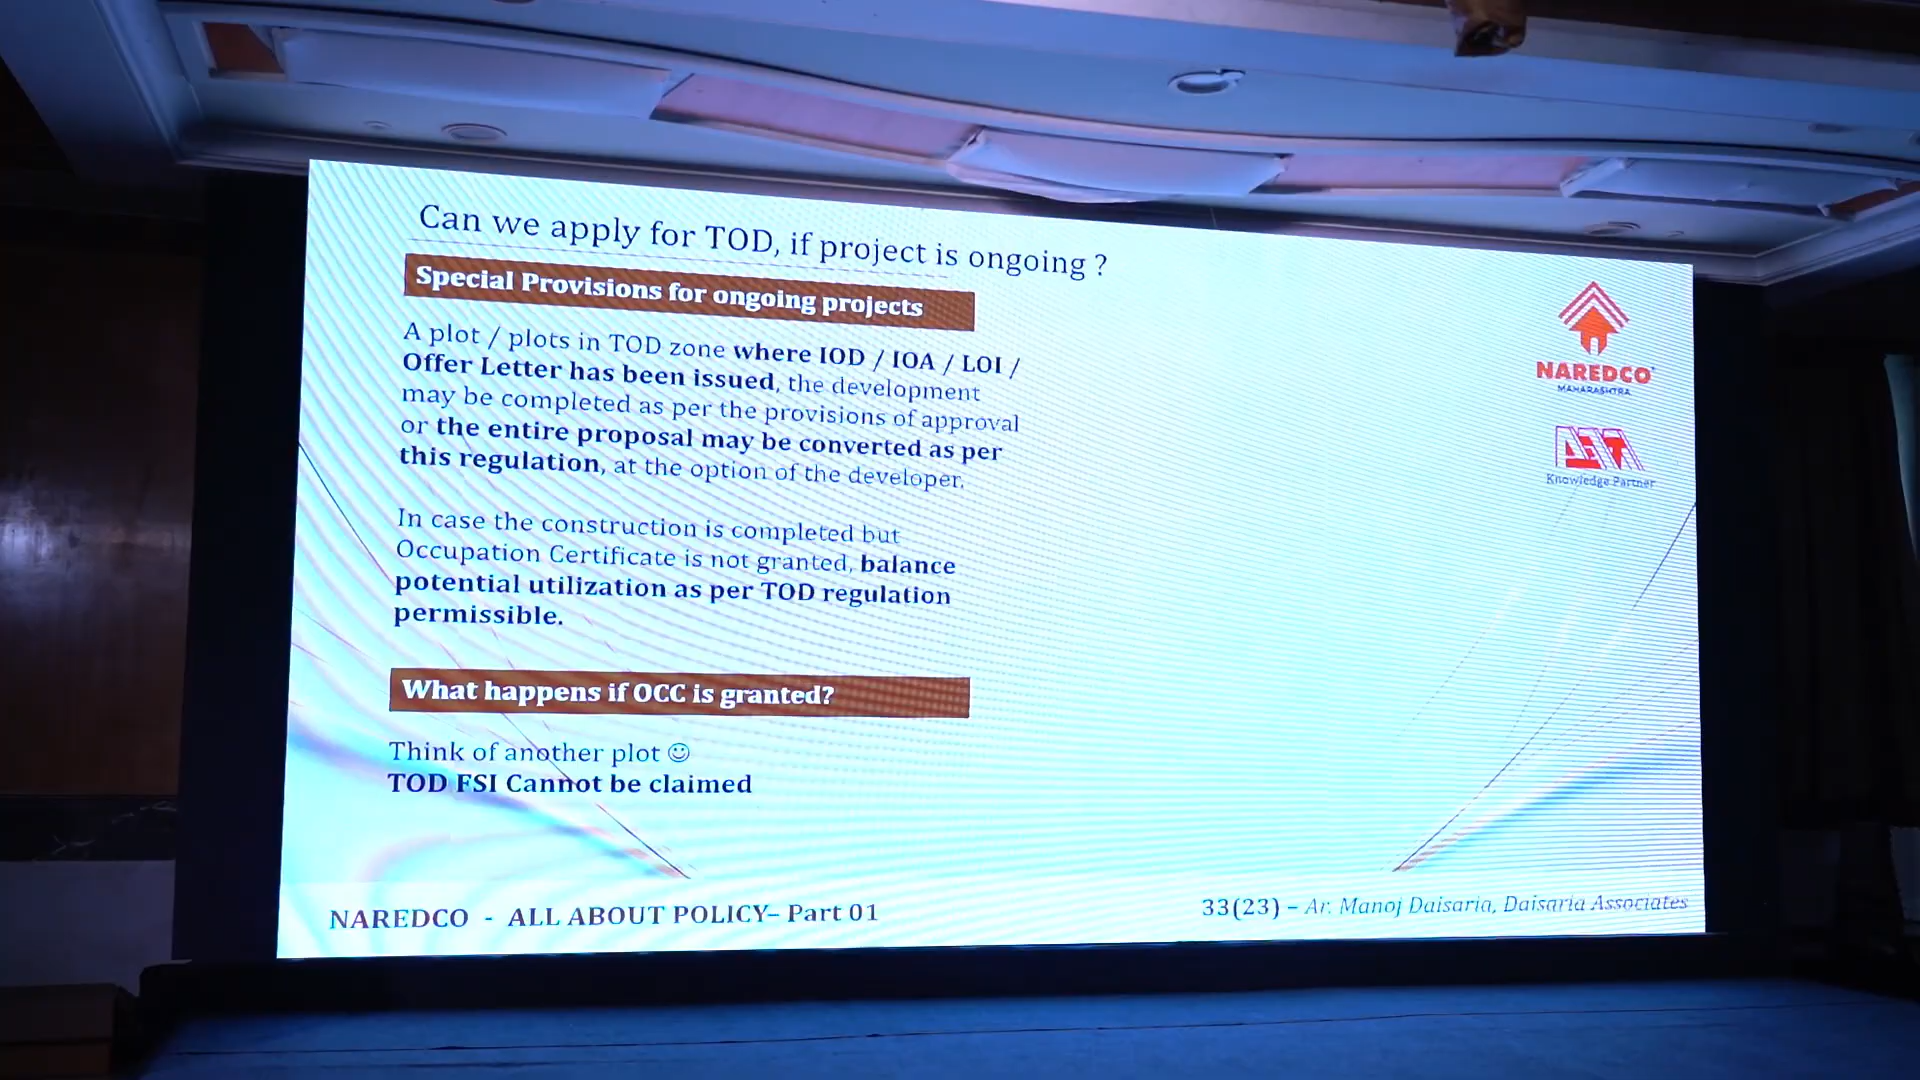 Can we apply for TOD, if project is ongoing ?
Special Provisions for ongoing projects
A plot / plots in TOD zone where IOD / IOA / LOI /
Offer Letter has been issued, the development
may be completed as per the provisions of approval
or the entire proposal may be converted as per
this regulation, at the option of the developer.
In case the construction is completed but
Occupation Certificate is not granted, balance
potential utilization as per TOD regulation
permissible.
What happens if OCC is granted?
Think of another plot ☺
TOD FSI Cannot be claimed
NAREDCO
MAHARASHTRA
Knowledge Partner
NAREDCO - ALL ABOUT POLICY– Part 01
33(23) – Ar. Manoj Daisaria, Daisaria Associates